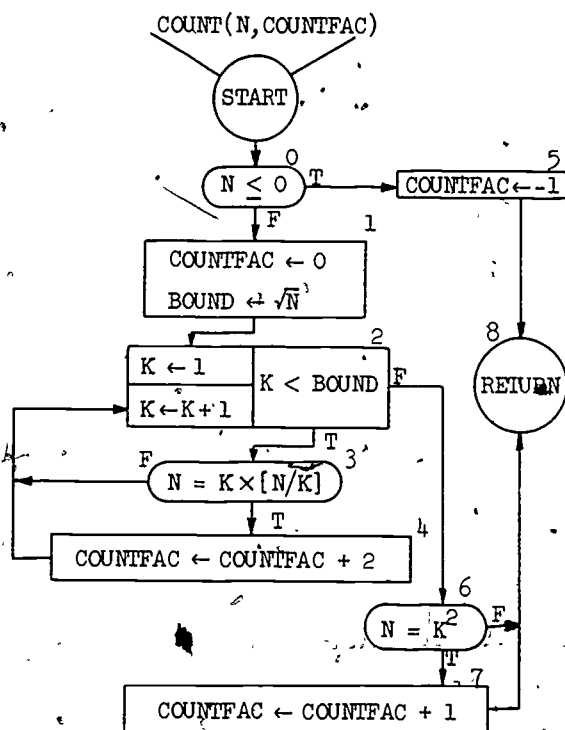 COUNT(N,COUNTFAC)
START
0
N ≤ 0
T
F
5
COUNTFAC←-1
1
COUNTFAC ← 0
BOUND ← √N
2
K ← 1
K←K+1
K < BOUND
F
T
8
RETURN
3
F
N = K×[N/K]
T
4
COUNTFAC ← COUNTFAC + 2
6
N = K²
F
T
7
COUNTFAC ← COUNTFAC + 1